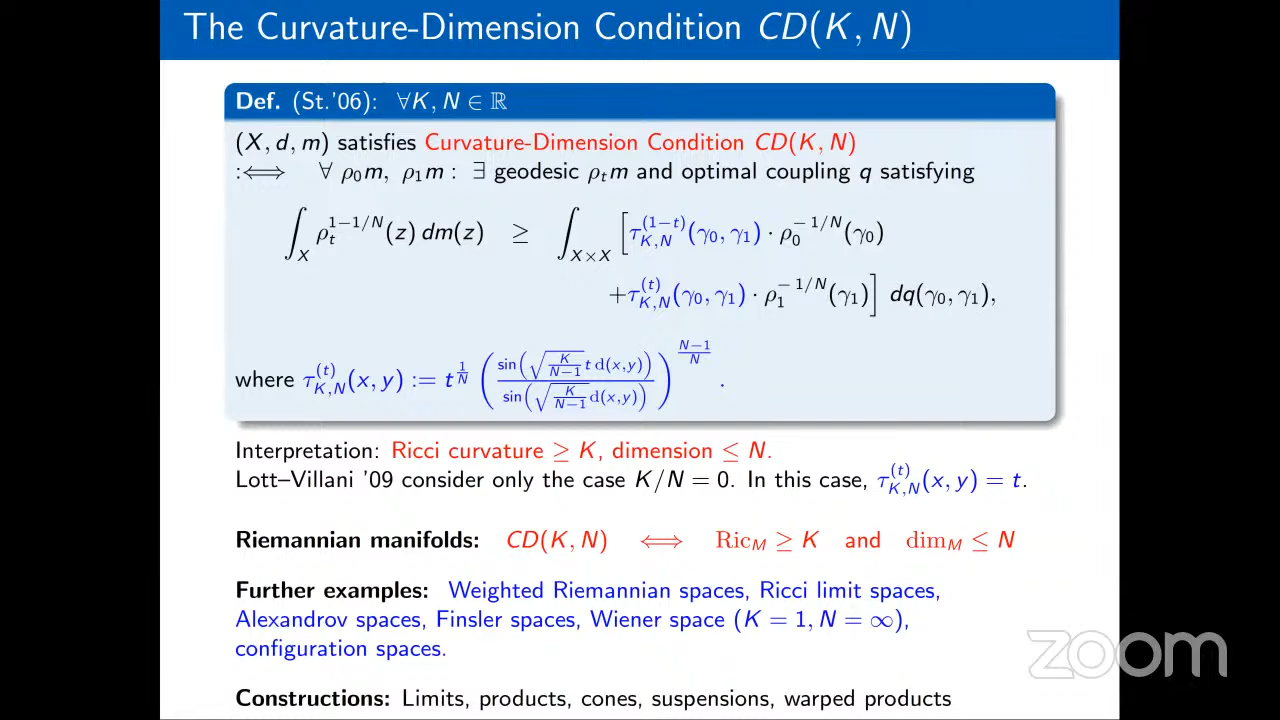 The Curvature-Dimension Condition CD(K, N)
Def. (St.'06): ∀K, N ∈ ℝ
(X, d, m) satisfies Curvature-Dimension Condition CD(K, N)
:⟺ ∀ ρ₀m, ρ₁m : ∃ geodesic ρₜm and optimal coupling q satisfying
∫_X ρ_t^{1−1/N}(z) dm(z) ≥ ∫_{X×X} [τ_{K,N}^{(1−t)}(γ₀, γ₁) · ρ₀^{−1/N}(γ₀)
+τ_{K,N}^{(t)}(γ₀, γ₁) · ρ₁^{−1/N}(γ₁)] dq(γ₀, γ₁),
where τ_{K,N}^{(t)}(x, y) := t^{1/N} (sin(√(K/(N−1)) t d(x,y)) / sin(√(K/(N−1)) d(x,y)))^{(N−1)/N} .
Interpretation: Ricci curvature ≥ K, dimension ≤ N.
Lott–Villani '09 consider only the case K/N = 0. In this case, τ_{K,N}^{(t)}(x, y) = t.
Riemannian manifolds: CD(K, N) ⟺ Ric_M ≥ K and dim_M ≤ N
Further examples: Weighted Riemannian spaces, Ricci limit spaces,
Alexandrov spaces, Finsler spaces, Wiener space (K = 1, N = ∞),
configuration spaces.
Constructions: Limits, products, cones, suspensions, warped products
zoom